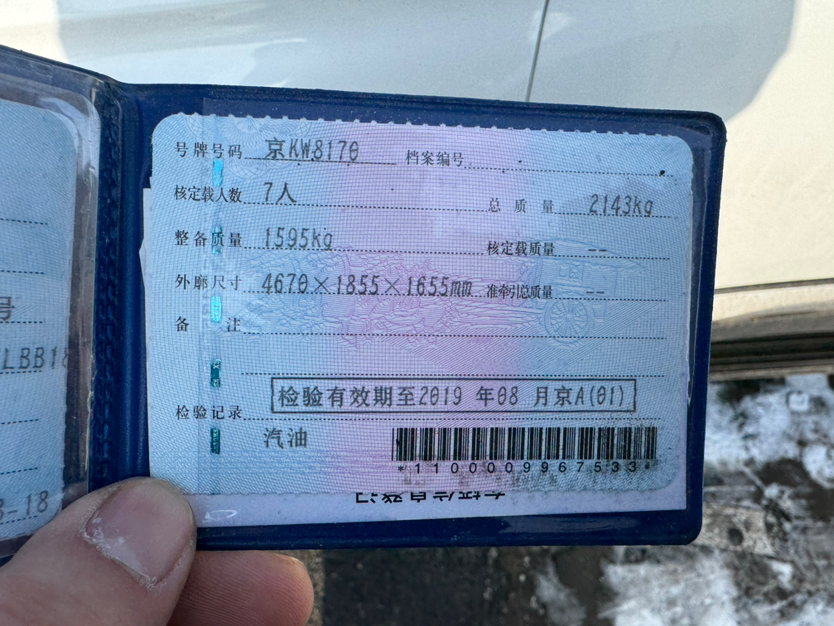 号牌号码 京KW8170 档案编号
核定载人数 7人 总质量 2143kg
整备质量 1595kg 核定载质量 --
外廓尺寸 4670×1855×1655mm 准牵引总质量 --
备注
检验有效期至2019 年08 月京A(01)
检验记录
汽油
*1100009967533*
号
LBB1
3-18